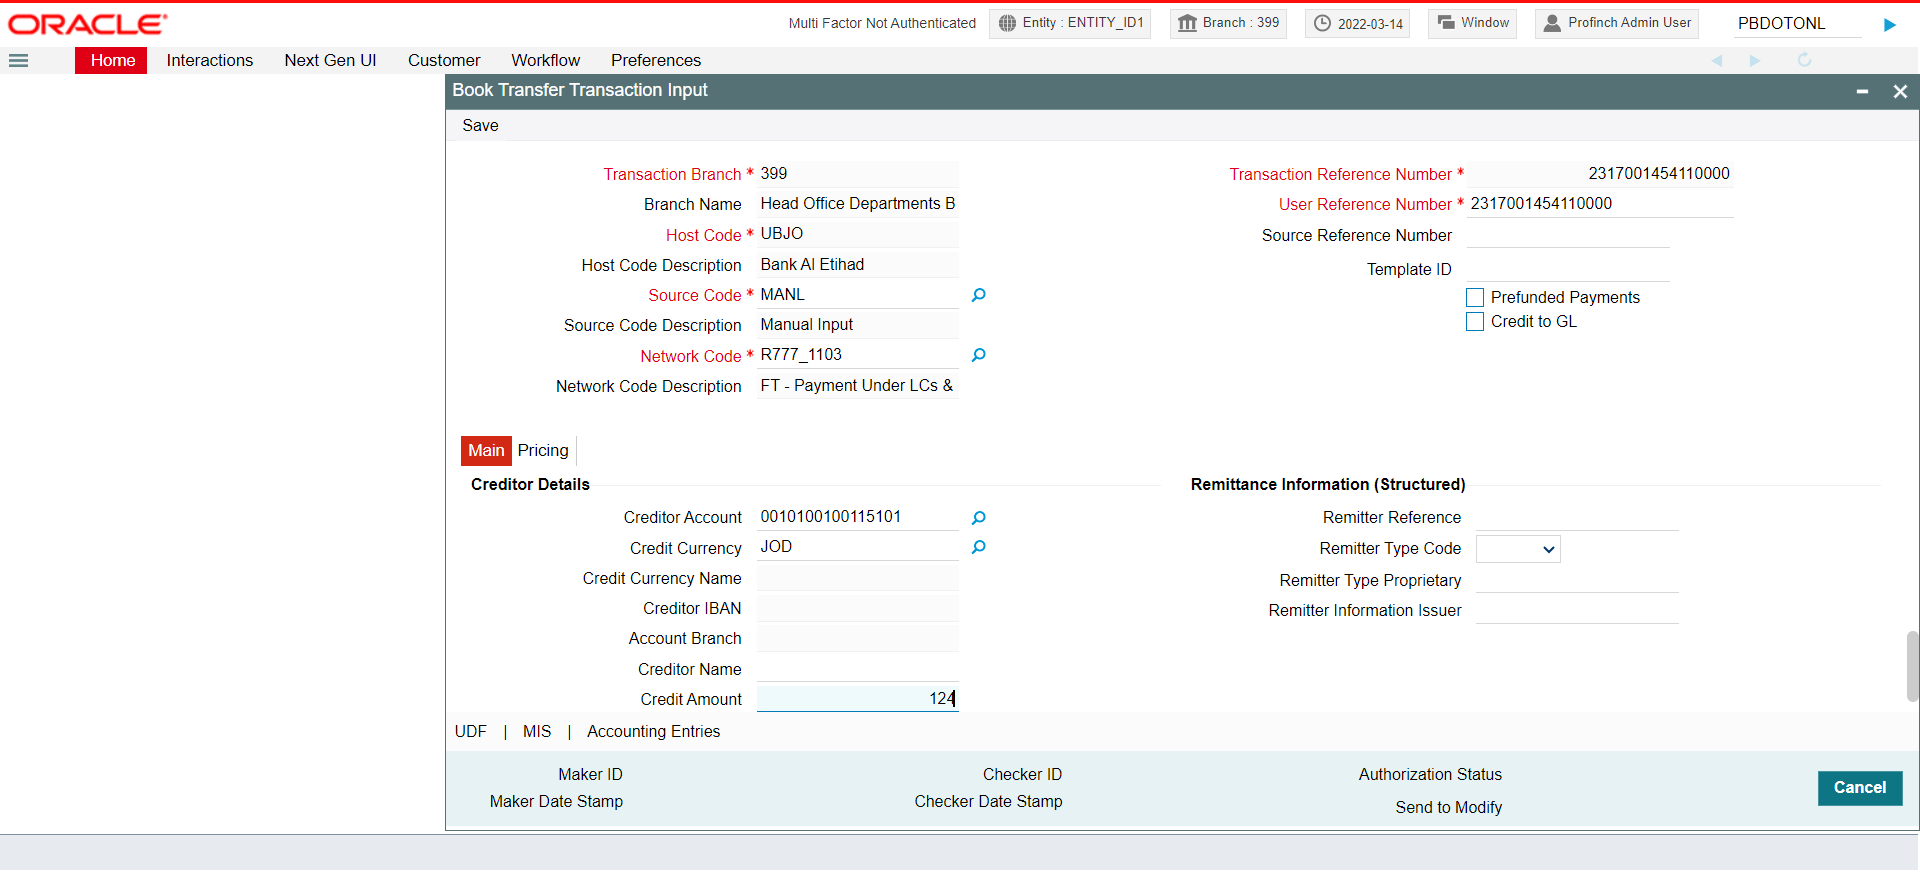 ORACLE
Multi Factor Not Authenticated Entity : ENTITY_ID1 Branch : 399 2022-03-14 Window Profinch Admin User PBDOTONL
Home Interactions Next Gen UI Customer Workflow Preferences
Book Transfer Transaction Input
Save
Transaction Branch * 399 Transaction Reference Number * 2317001454110000
Branch Name Head Office Departments B User Reference Number * 2317001454110000
Host Code * UBJO Source Reference Number
Host Code Description Bank Al Etihad Template ID
Source Code * MANL Prefunded Payments
Source Code Description Manual Input Credit to GL
Network Code * R777_1103
Network Code Description FT - Payment Under LCs &
Main Pricing
Creditor Details Remittance Information (Structured)
Creditor Account 0010100100115101 Remitter Reference
Credit Currency JOD Remitter Type Code
Credit Currency Name Remitter Type Proprietary
Creditor IBAN Remitter Information Issuer
Account Branch
Creditor Name
Credit Amount 124
UDF | MIS | Accounting Entries
Maker ID Checker ID Authorization Status
Maker Date Stamp Checker Date Stamp Send to Modify
Cancel